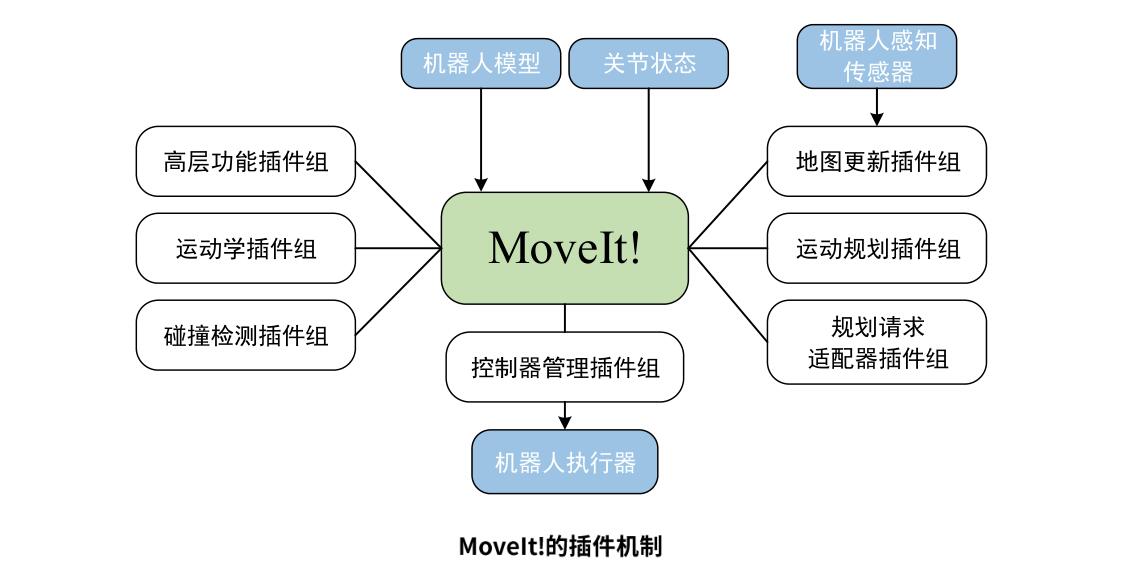 机器人模型
关节状态
机器人感知
传感器
高层功能插件组
地图更新插件组
运动学插件组
MoveIt!
运动规划插件组
碰撞检测插件组
规划请求
适配器插件组
控制器管理插件组
机器人执行器
MoveIt!的插件机制